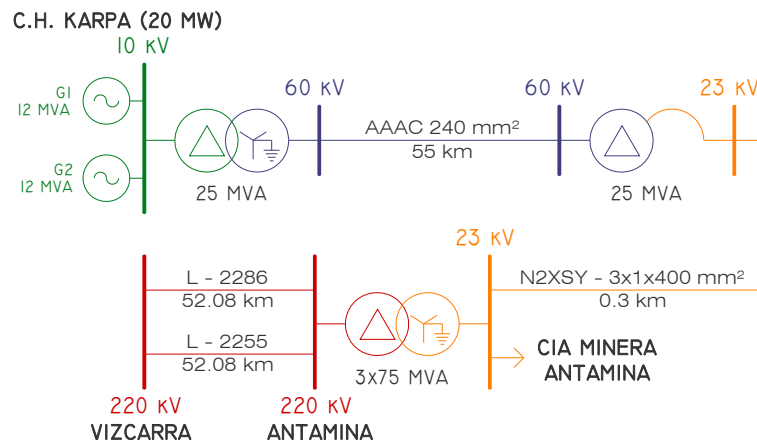 C.H. KARPA (20 MW)
10 kV
60 kV
60 kV
23 kV
G1
12 MVA
AAAC 240 mm²
55 km
G2
12 MVA
25 MVA
25 MVA
23 kV
L - 2286
52.08 km
N2XSY - 3x1x400 mm²
0.3 km
L - 2255
52.08 km
3x75 MVA
CIA MINERA
ANTAMINA
220 kV
VIZCARRA
220 kV
ANTAMINA